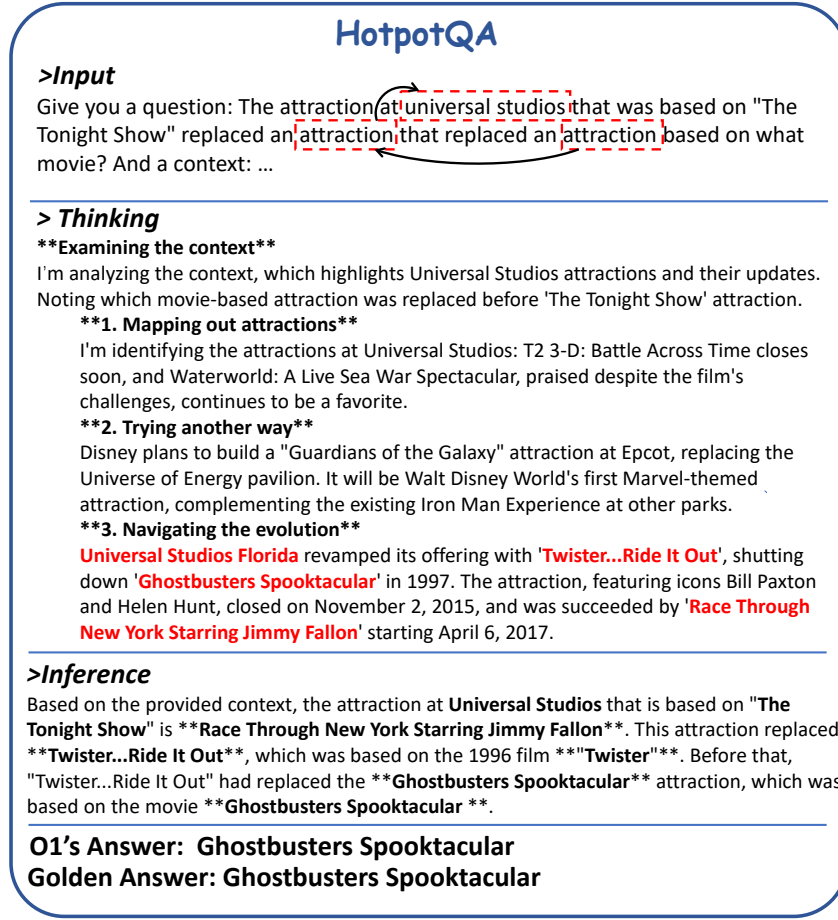 HotpotQA
>Input
Give you a question: The attraction at universal studios that was based on "The
Tonight Show" replaced an attraction that replaced an attraction based on what
movie? And a context: …
> Thinking
**Examining the context**
I'm analyzing the context, which highlights Universal Studios attractions and their updates.
Noting which movie-based attraction was replaced before 'The Tonight Show' attraction.
**1. Mapping out attractions**
I'm identifying the attractions at Universal Studios: T2 3-D: Battle Across Time closes
soon, and Waterworld: A Live Sea War Spectacular, praised despite the film's
challenges, continues to be a favorite.
**2. Trying another way**
Disney plans to build a "Guardians of the Galaxy" attraction at Epcot, replacing the
Universe of Energy pavilion. It will be Walt Disney World's first Marvel-themed
attraction, complementing the existing Iron Man Experience at other parks.
**3. Navigating the evolution**
Universal Studios Florida revamped its offering with 'Twister...Ride It Out', shutting
down 'Ghostbusters Spooktacular' in 1997. The attraction, featuring icons Bill Paxton
and Helen Hunt, closed on November 2, 2015, and was succeeded by 'Race Through
New York Starring Jimmy Fallon' starting April 6, 2017.
>Inference
Based on the provided context, the attraction at Universal Studios that is based on "The
Tonight Show" is **Race Through New York Starring Jimmy Fallon**. This attraction replaced
**Twister...Ride It Out**, which was based on the 1996 film **"Twister"**. Before that,
"Twister...Ride It Out" had replaced the **Ghostbusters Spooktacular** attraction, which was
based on the movie **Ghostbusters Spooktacular **.
O1's Answer: Ghostbusters Spooktacular
Golden Answer: Ghostbusters Spooktacular